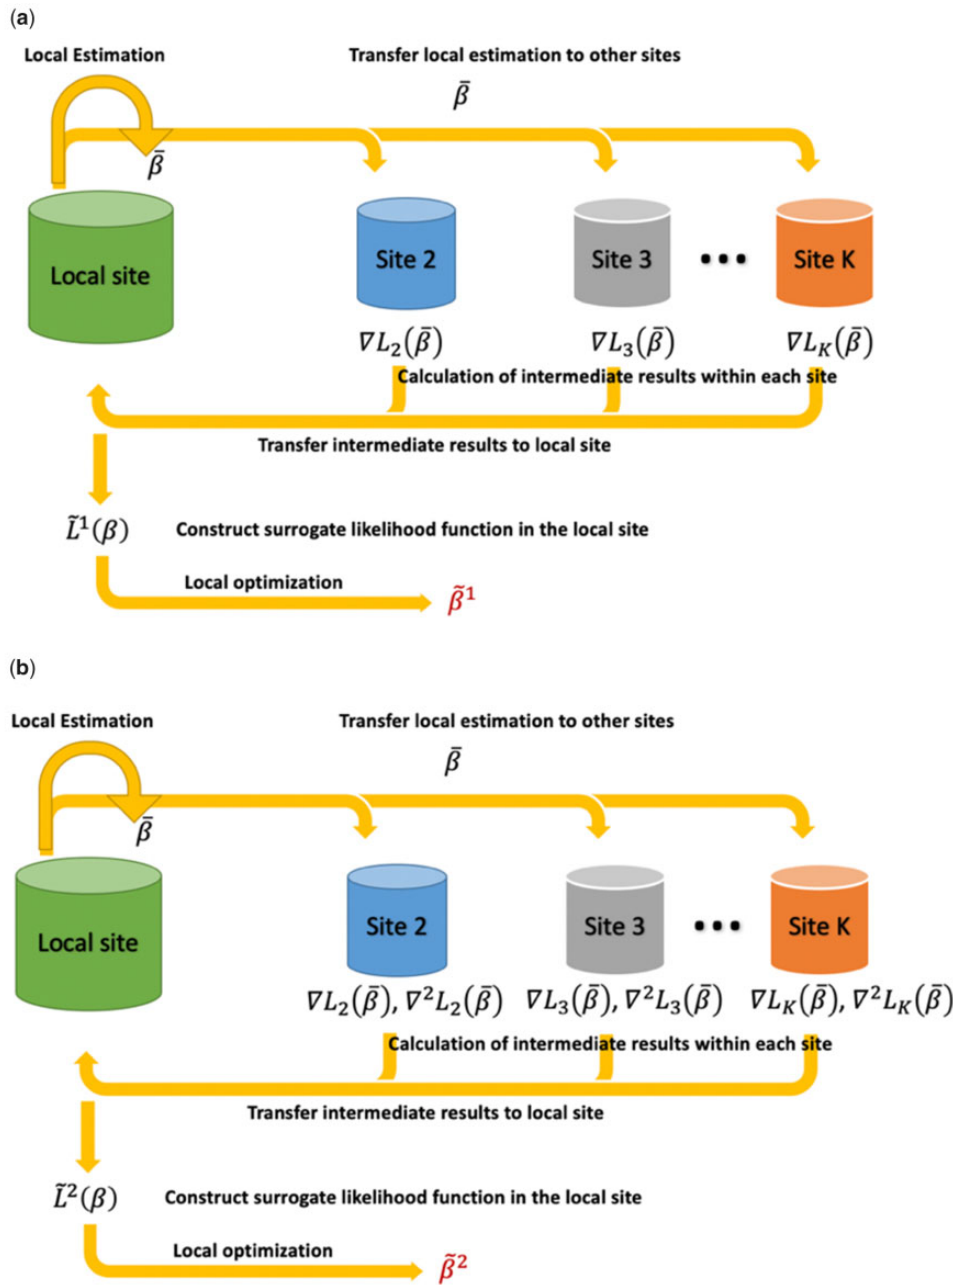 (a)
Local Estimation
Transfer local estimation to other sites
β̄
β̄
Local site
Site 2
Site 3
•••
Site K
∇L₂(β̄)
∇L₃(β̄)
∇L_K(β̄)
Calculation of intermediate results within each site
Transfer intermediate results to local site
L̃¹(β)
Construct surrogate likelihood function in the local site
Local optimization
β̃¹
(b)
Local Estimation
Transfer local estimation to other sites
β̄
β̄
Local site
Site 2
Site 3
•••
Site K
∇L₂(β̄), ∇²L₂(β̄)
∇L₃(β̄), ∇²L₃(β̄)
∇L_K(β̄), ∇²L_K(β̄)
Calculation of intermediate results within each site
Transfer intermediate results to local site
L̃²(β)
Construct surrogate likelihood function in the local site
Local optimization
β̃²